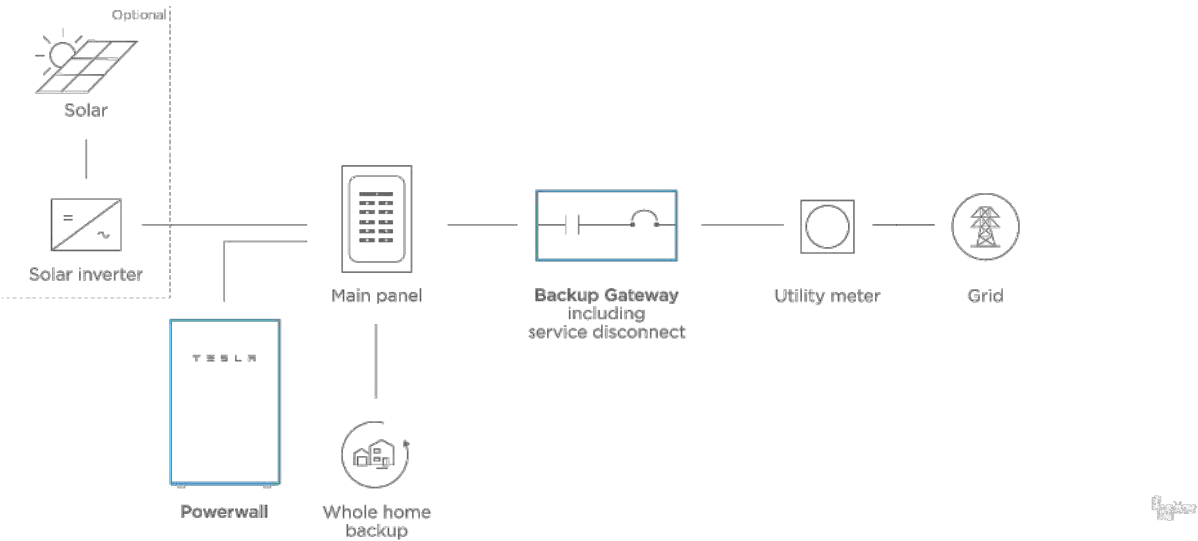 Optional
Solar
Solar inverter
TESLA
Powerwall
Main panel
Whole home
backup
Backup Gateway
including
service disconnect
Utility meter
Grid